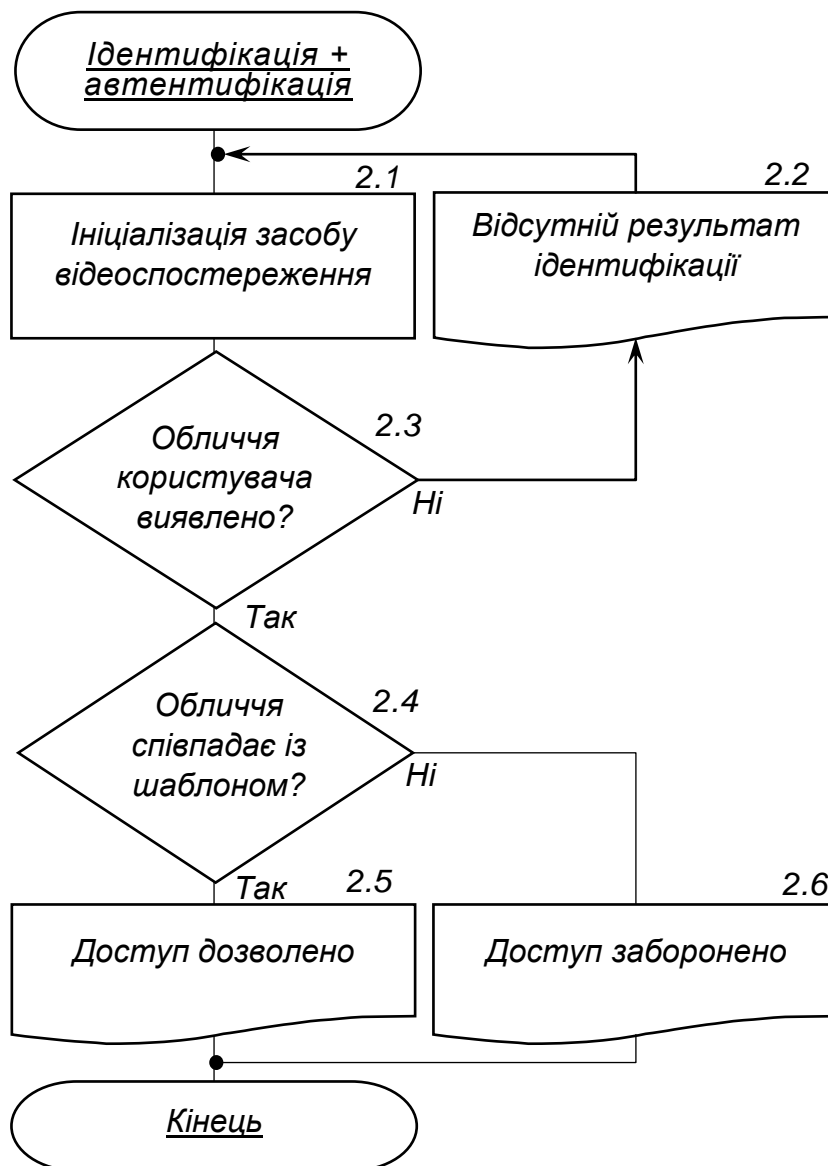 Ідентифікація +
автентифікація
2.1
Ініціалізація засобу
відеоспостереження
2.2
Відсутній результат
ідентифікації
2.3
Обличчя
користувача
виявлено?
Ні
Так
2.4
Обличчя
співпадає із
шаблоном?
Ні
Так
2.5
Доступ дозволено
2.6
Доступ заборонено
Кінець